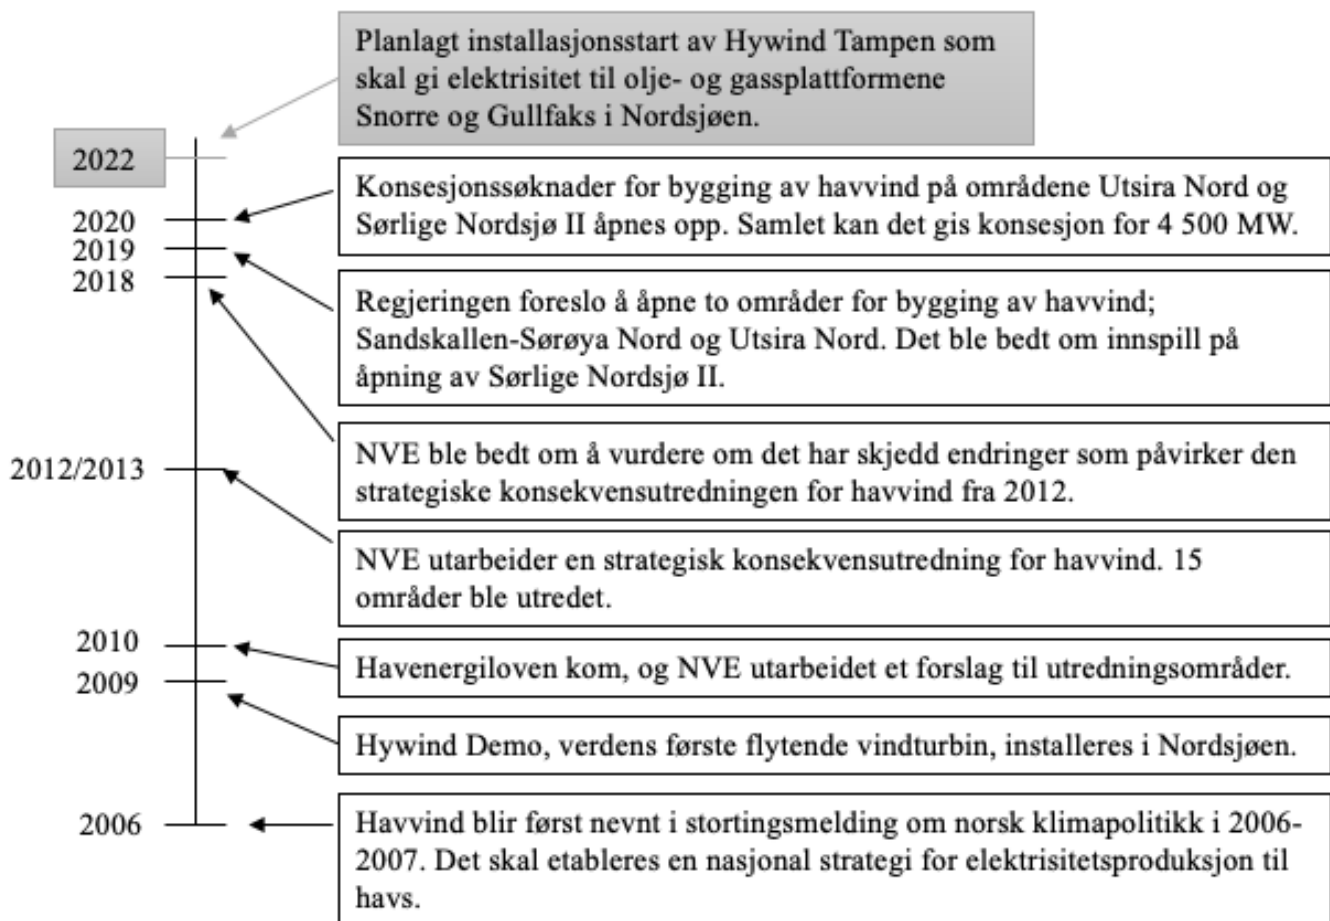 Planlagt installasjonsstart av Hywind Tampen som
skal gi elektrisitet til olje- og gassplattformene
Snorre og Gullfaks i Nordsjøen.
2022
Konsesjonssøknader for bygging av havvind på områdene Utsira Nord og
Sørlige Nordsjø II åpnes opp. Samlet kan det gis konsesjon for 4 500 MW.
2020
2019
Regjeringen foreslo å åpne to områder for bygging av havvind;
Sandskallen-Sørøya Nord og Utsira Nord. Det ble bedt om innspill på
åpning av Sørlige Nordsjø II.
2018
NVE ble bedt om å vurdere om det har skjedd endringer som påvirker den
strategiske konsekvensutredningen for havvind fra 2012.
2012/2013
NVE utarbeider en strategisk konsekvensutredning for havvind. 15
områder ble utredet.
2010
Havenergiloven kom, og NVE utarbeidet et forslag til utredningsområder.
2009
Hywind Demo, verdens første flytende vindturbin, installeres i Nordsjøen.
2006
Havvind blir først nevnt i stortingsmelding om norsk klimapolitikk i 2006-
2007. Det skal etableres en nasjonal strategi for elektrisitetsproduksjon til
havs.